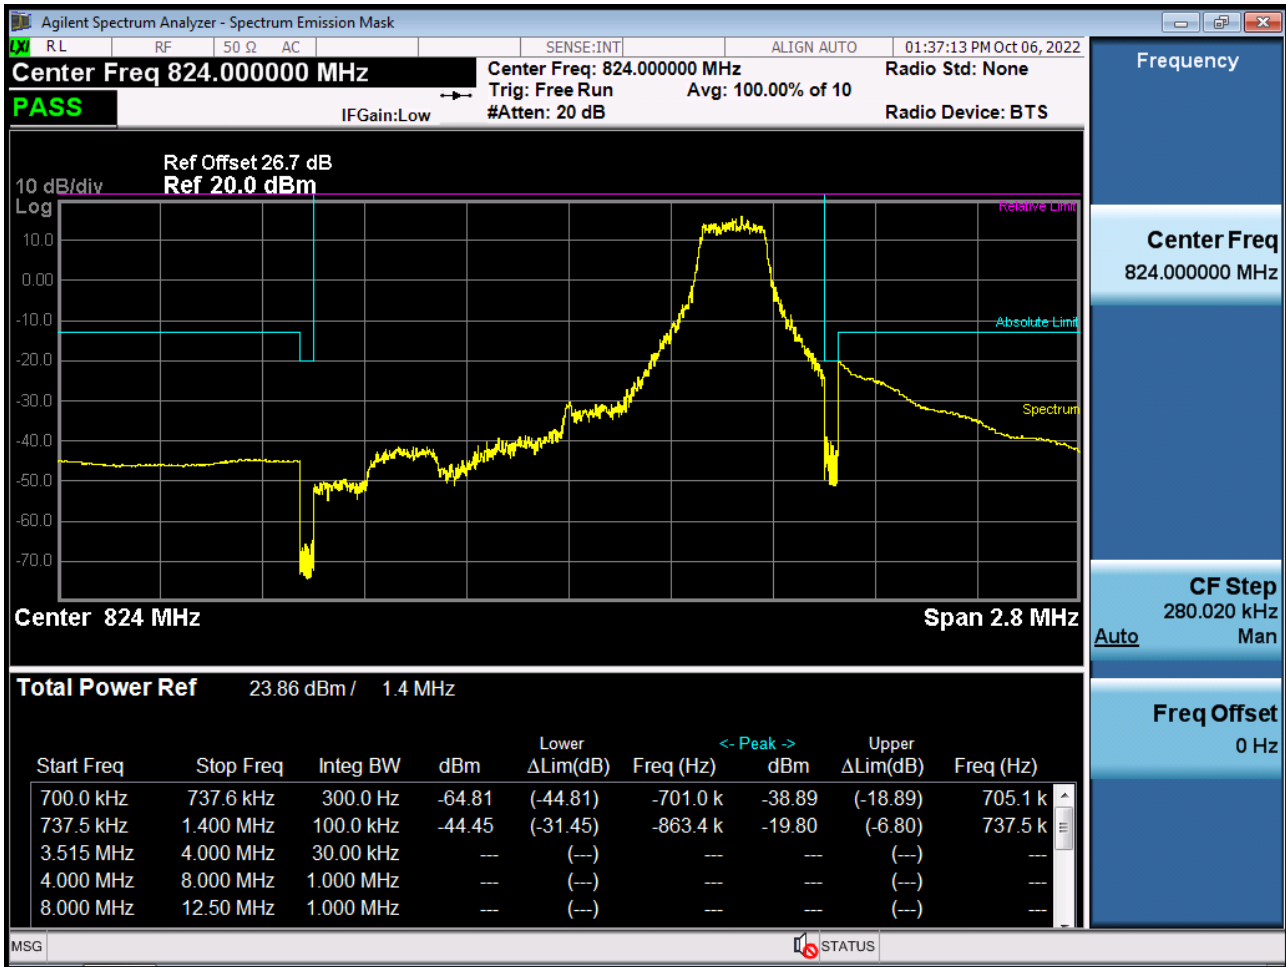 Agilent Spectrum Analyzer - Spectrum Emission Mask
LXI RL RF 50 Ω AC SENSE:INT ALIGN AUTO 01:37:13 PM Oct 06, 2022
Center Freq 824.000000 MHz
PASS
IFGain:Low
Center Freq: 824.000000 MHz
Trig: Free Run Avg: 100.00% of 10
#Atten: 20 dB
Radio Std: None
Radio Device: BTS
Ref Offset 26.7 dB
10 dB/div Ref 20.0 dBm
Log
Relative Limit
10.0
0.00
-10.0
Absolute Limit
-20.0
-30.0
Spectrum
-40.0
-50.0
-60.0
-70.0
Center 824 MHz Span 2.8 MHz
Total Power Ref 23.86 dBm / 1.4 MHz
Lower <- Peak -> Upper
Start Freq Stop Freq Integ BW dBm ΔLim(dB) Freq (Hz) dBm ΔLim(dB) Freq (Hz)
700.0 kHz 737.6 kHz 300.0 Hz -64.81 (-44.81) -701.0 k -38.89 (-18.89) 705.1 k
737.5 kHz 1.400 MHz 100.0 kHz -44.45 (-31.45) -863.4 k -19.80 (-6.80) 737.5 k
3.515 MHz 4.000 MHz 30.00 kHz --- (---) --- --- (---) ---
4.000 MHz 8.000 MHz 1.000 MHz --- (---) --- --- (---) ---
8.000 MHz 12.50 MHz 1.000 MHz --- (---) --- --- (---) ---
MSG STATUS
Frequency
Center Freq
824.000000 MHz
CF Step
280.020 kHz
Auto Man
Freq Offset
0 Hz